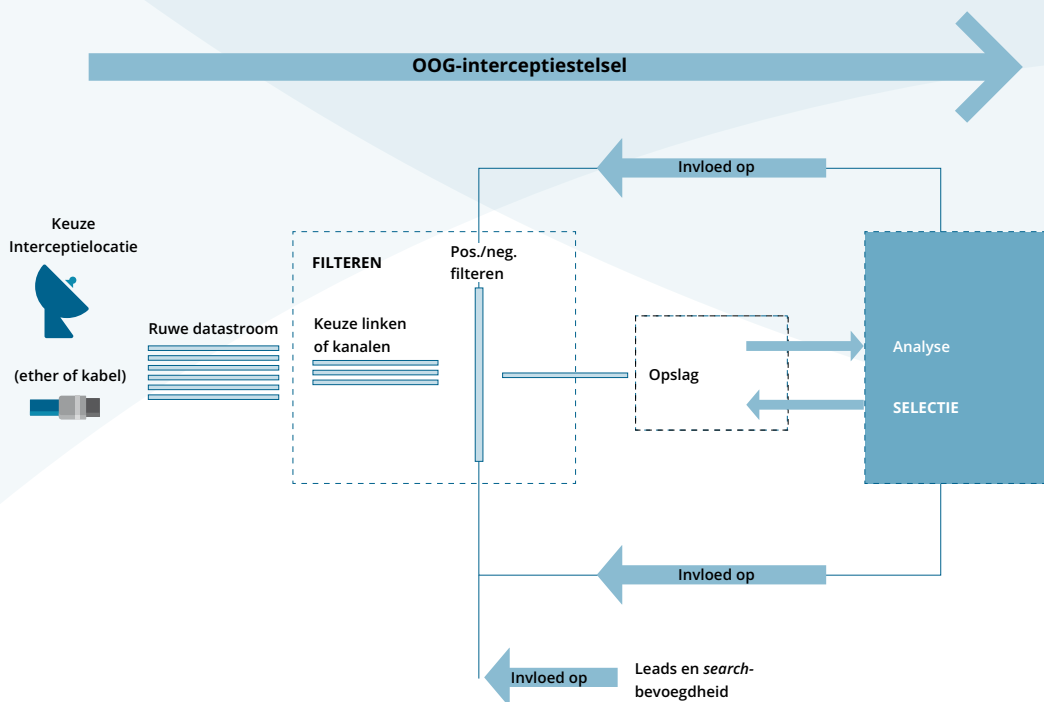 OOG-interceptiestelsel
Invloed op
Keuze
Interceptielocatie
FILTEREN
Pos./neg.
filteren
Ruwe datastroom
Keuze linken
of kanalen
(ether of kabel)
Opslag
Analyse
SELECTIE
Invloed op
Invloed op
Leads en search-
bevoegdheid